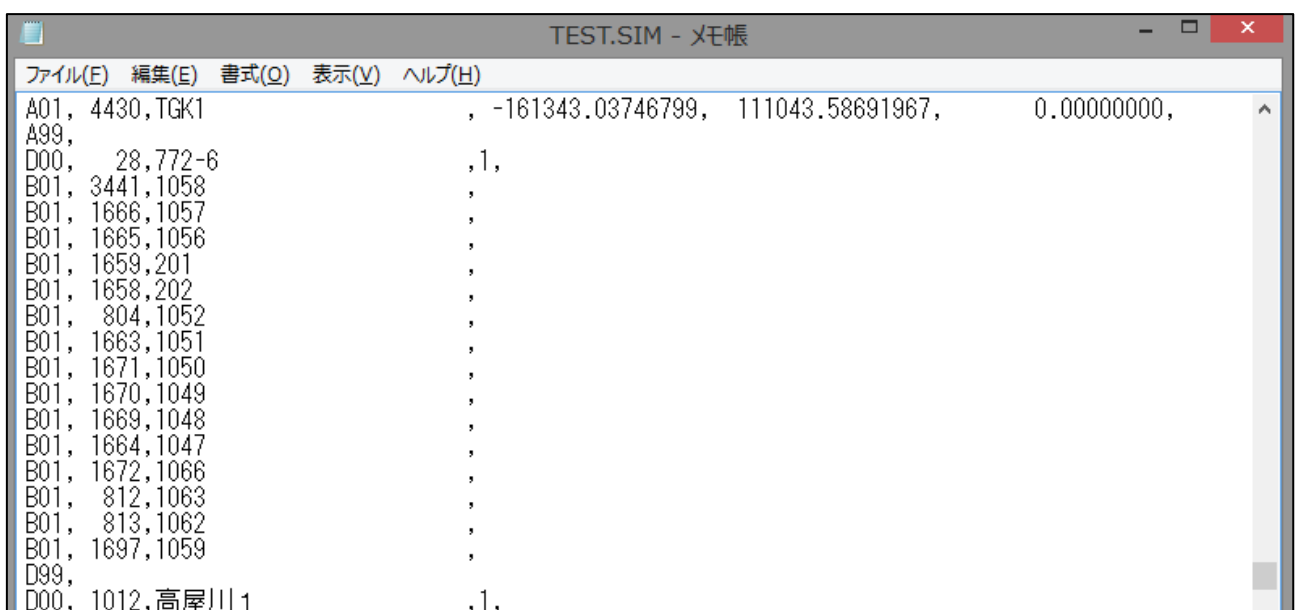 TEST.SIM - メモ帳
ファイル(F) 編集(E) 書式(O) 表示(V) ヘルプ(H)
A01, 4430,TGK1 , -161343.03746799, 111043.58691967, 0.00000000,
A99,
D00, 28,772-6 ,1,
B01, 3441,1058 ,
B01, 1666,1057 ,
B01, 1665,1056 ,
B01, 1659,201 ,
B01, 1658,202 ,
B01, 804,1052 ,
B01, 1663,1051 ,
B01, 1671,1050 ,
B01, 1670,1049 ,
B01, 1669,1048 ,
B01, 1664,1047 ,
B01, 1672,1066 ,
B01, 812,1063 ,
B01, 813,1062 ,
B01, 1697,1059 ,
D99,
D00, 1012,高屋川1 ,1,